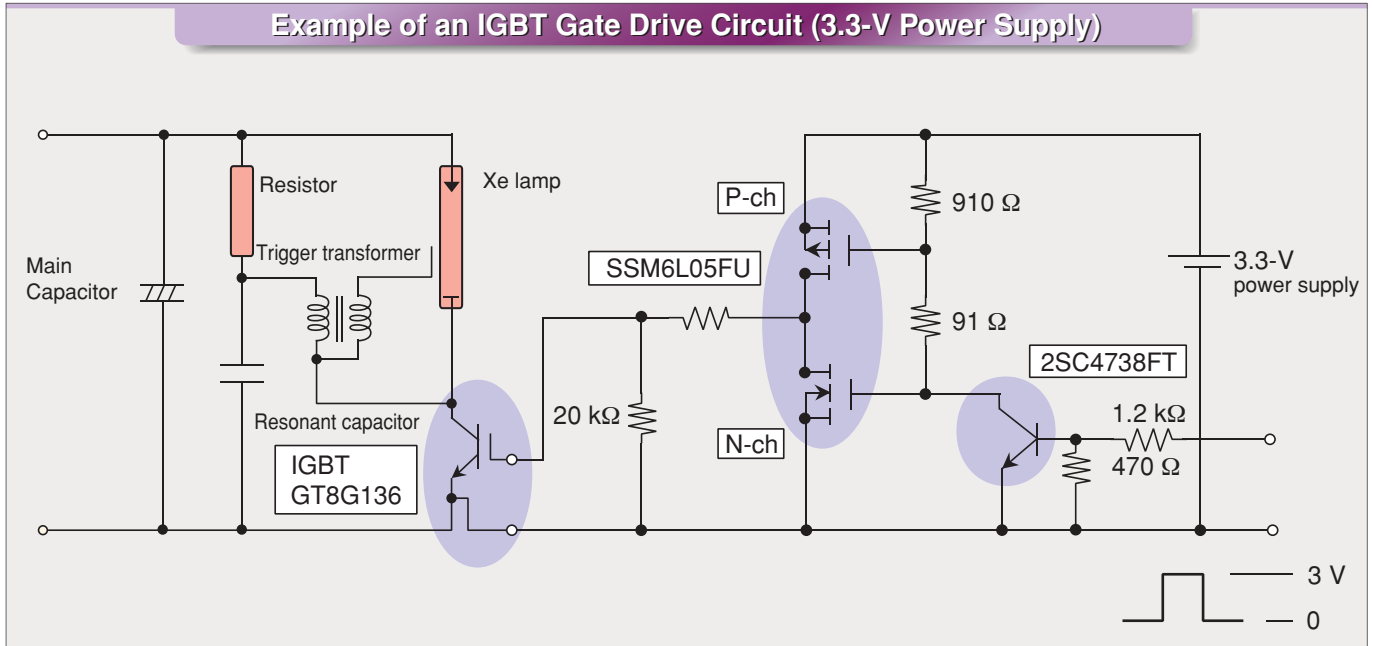 Example of an IGBT Gate Drive Circuit (3.3-V Power Supply)
Resistor
Xe lamp
P-ch
910 Ω
Trigger transformer
SSM6L05FU
Main
Capacitor
3.3-V
power supply
91 Ω
2SC4738FT
Resonant capacitor
20 kΩ
1.2 kΩ
N-ch
470 Ω
IGBT
GT8G136
3 V
0